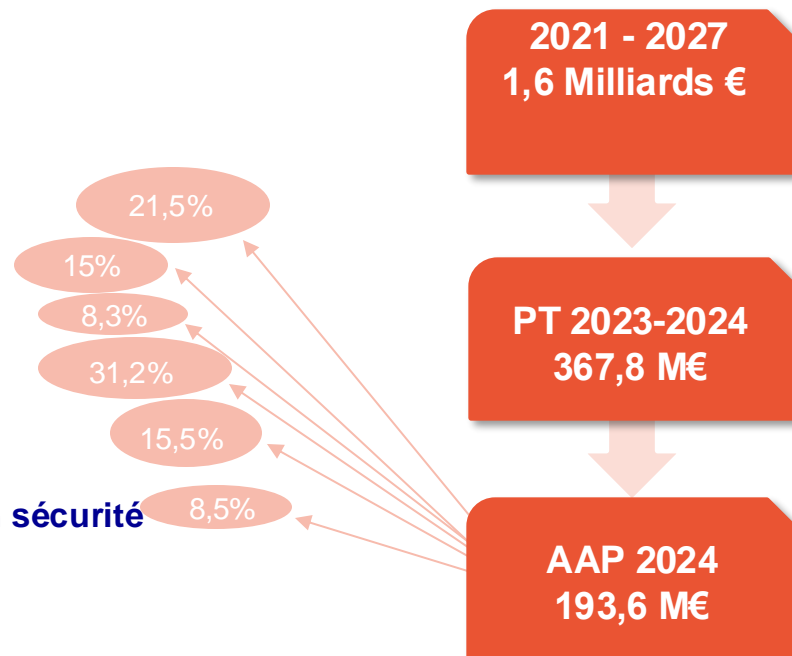 2021 - 2027
1,6 Milliards €
21,5%
15%
8,3%
31,2%
15,5%
sécurité 8,5%
PT 2023-2024
367,8 M€
AAP 2024
193,6 M€